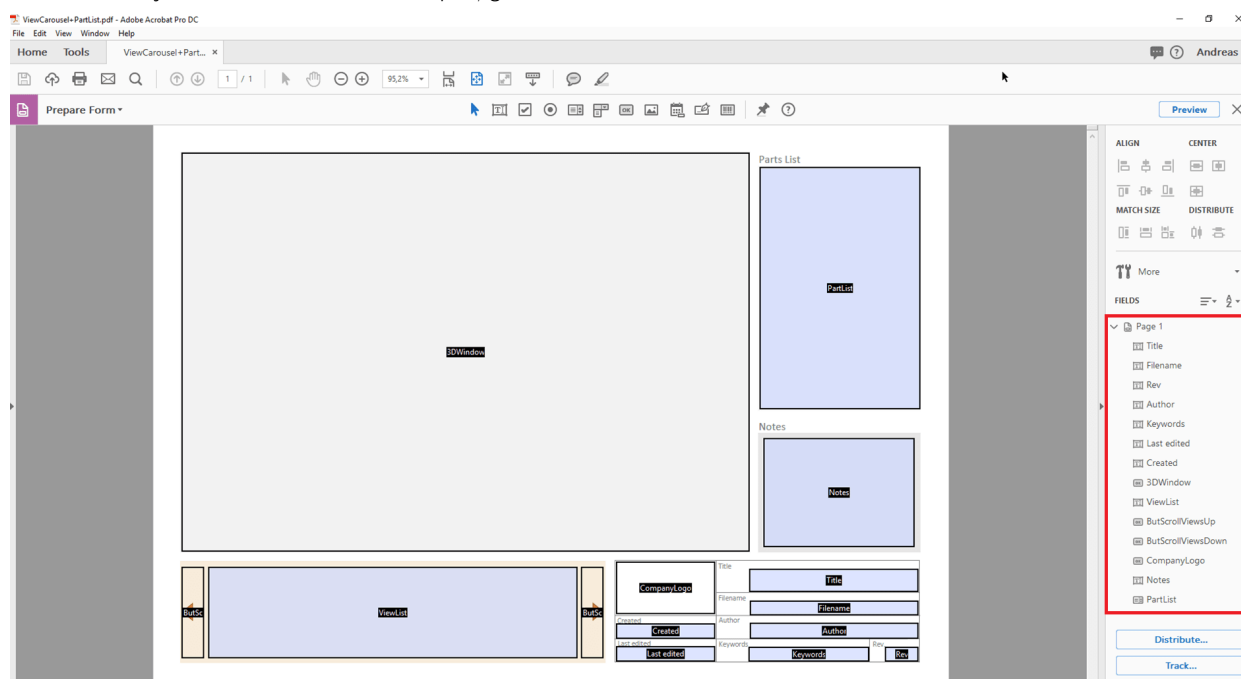 ViewCarousel+PartList.pdf - Adobe Acrobat Pro DC
File Edit View Window Help
Home Tools ViewCarousel+Part... × Andreas
1 / 1 95,2%
Prepare Form Preview
ALIGN CENTER
MATCH SIZE DISTRIBUTE
More
FIELDS
Page 1
Title
Filename
Rev
Author
Keywords
Last edited
Created
3DWindow
ViewList
ButScrollViewsUp
ButScrollViewsDown
CompanyLogo
Notes
PartList
Distribute...
Track...
Parts List
PartList
3DWindow
Notes
Notes
ButSc
ViewList
ButSc
CompanyLogo
Title
Title
Filename
Filename
Created
Created
Author
Author
Last edited
Last edited
Keywords
Keywords
Rev
Rev